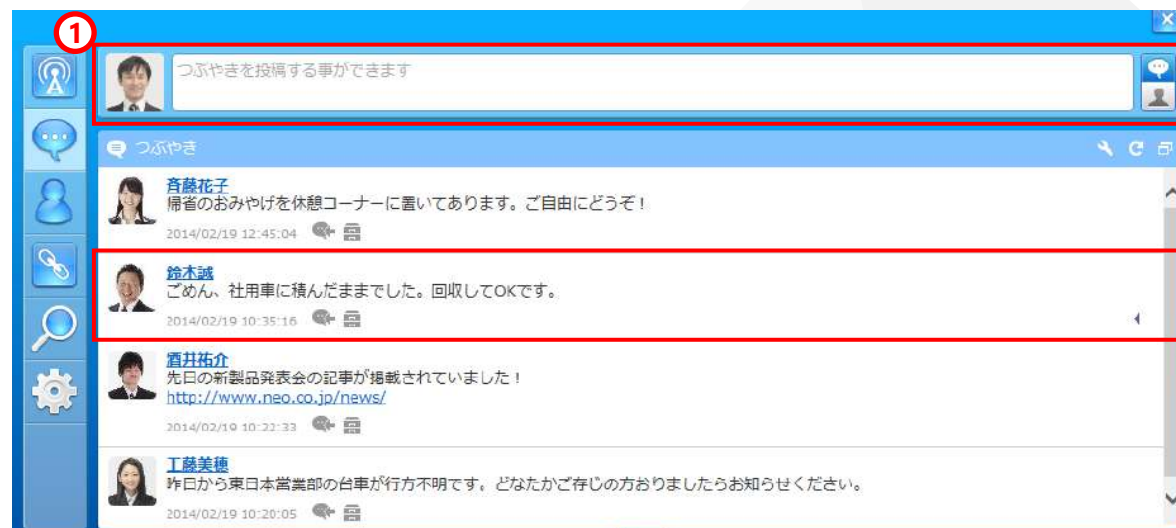 1
つぶやきを投稿する事ができます
つぶやき
斉藤花子
帰省のおみやげを休憩コーナーに置いてあります。ご自由にどうぞ！
2014/02/19 12:45:04
鈴木誠
ごめん、社用車に積んだままでした。回収してOKです。
2014/02/19 10:35:16
酒井祐介
先日の新製品発表会の記事が掲載されていました！
http://www.neo.co.jp/news/
2014/02/19 10:22:33
工藤美穂
昨日から東日本営業部の台車が行方不明です。どなたかご存じの方おりましたらお知らせください。
2014/02/19 10:20:05